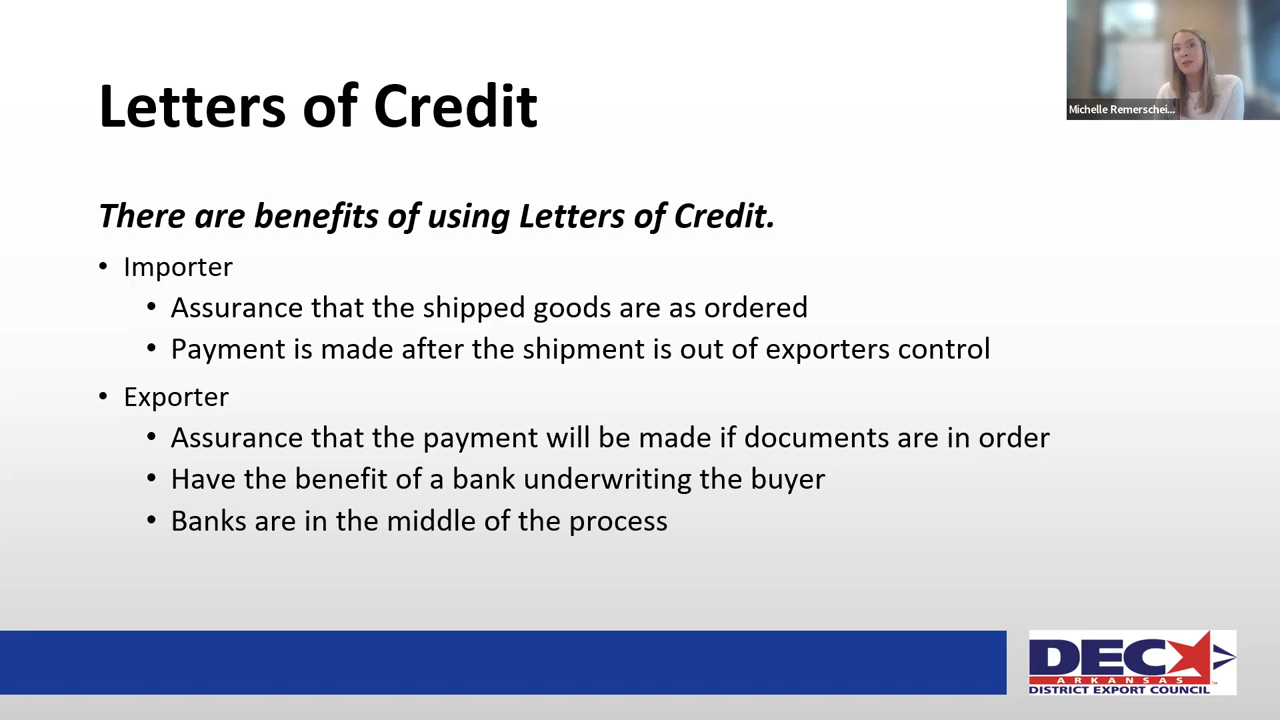 Michelle Remerschei...
Letters of Credit
There are benefits of using Letters of Credit.
• Importer
• Assurance that the shipped goods are as ordered
• Payment is made after the shipment is out of exporters control
• Exporter
• Assurance that the payment will be made if documents are in order
• Have the benefit of a bank underwriting the buyer
• Banks are in the middle of the process
DEC
ARKANSAS
DISTRICT EXPORT COUNCIL